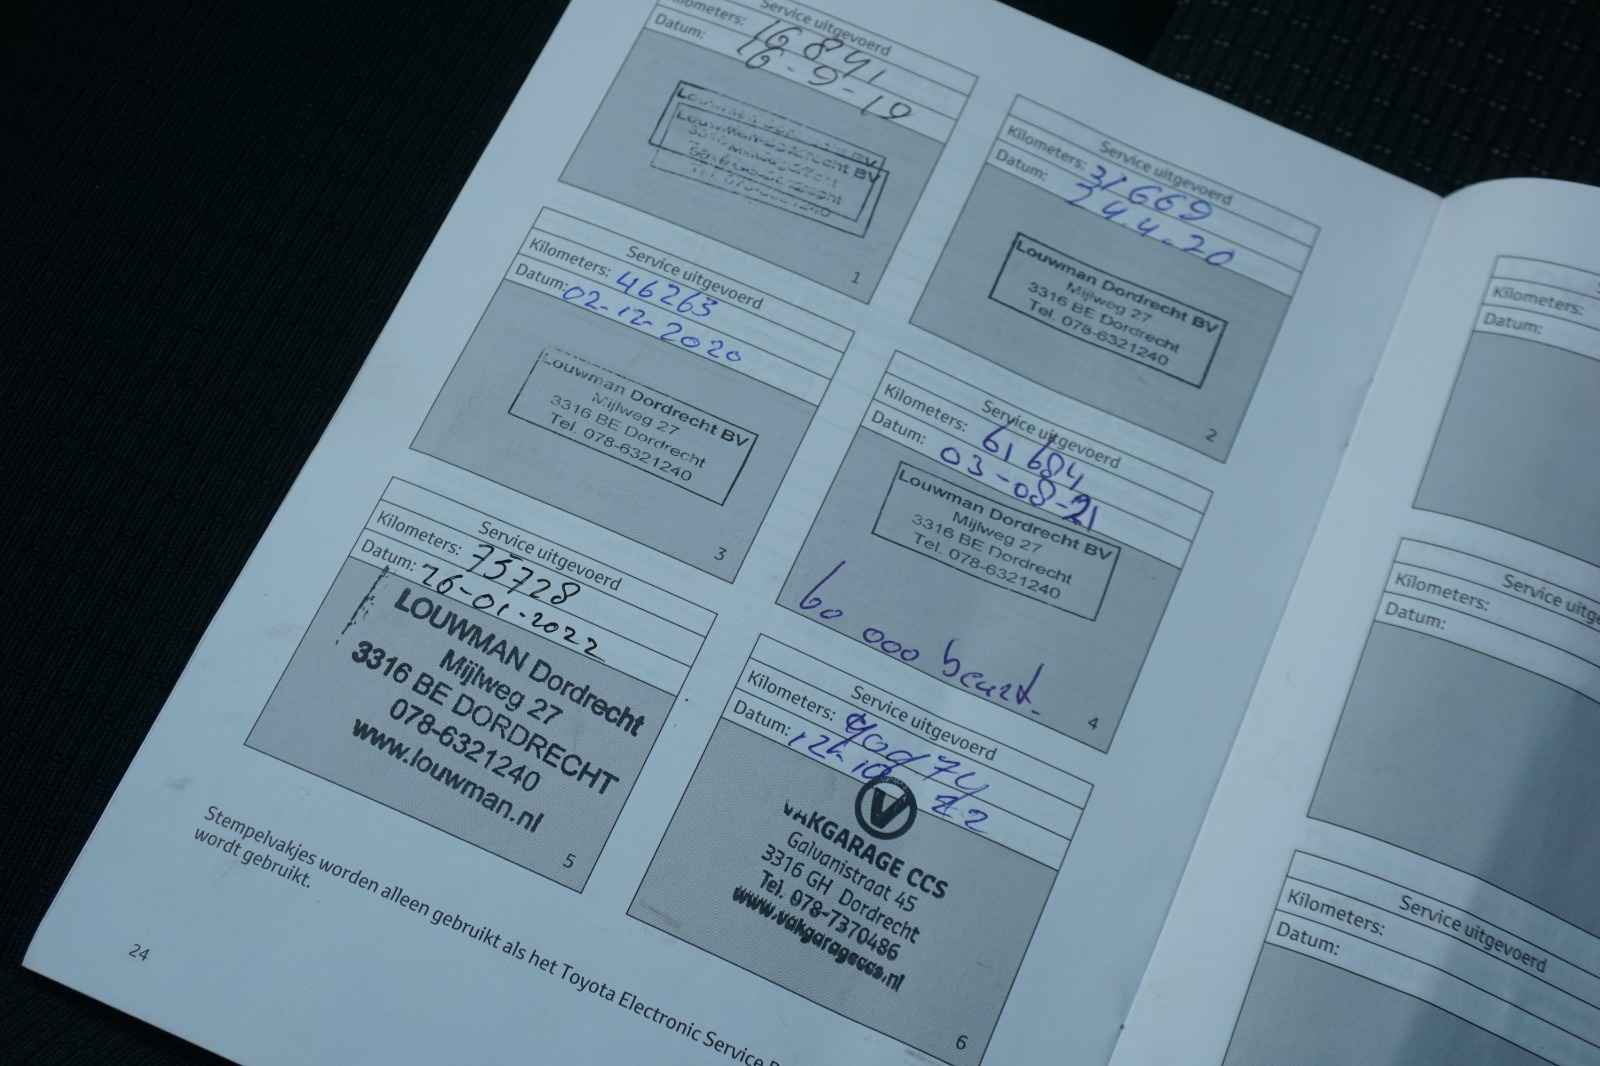 Service uitgevoerd
Kilometers: 16841
Datum: 16-9-19
Louwman Dordrecht BV
1
Service uitgevoerd
Kilometers: 31669
Datum: 24-4-20
Louwman Dordrecht BV
Mijlweg 27
3316 BE Dordrecht
Tel. 078-6321240
2
Service uitgevoerd
Kilometers: 46263
Datum: 02-12-2020
Louwman Dordrecht BV
Mijlweg 27
3316 BE Dordrecht
Tel. 078-6321240
3
Service uitgevoerd
Kilometers: 61684
Datum: 03-08-21
Louwman Dordrecht BV
Mijlweg 27
3316 BE Dordrecht
Tel. 078-6321240
60 000 beurt.
4
Service uitgevoerd
Kilometers: 75728
Datum: 26-01-2022
LOUWMAN Dordrecht
Mijlweg 27
3316 BE DORDRECHT
078-6321240
www.louwman.nl
5
Service uitgevoerd
Kilometers:
Datum:
V
VAKGARAGE CCS
Galvanistraat 45
3316 GH Dordrecht
Tel. 078-7370486
www.vakgarageccs.nl
6
Stempelvakjes worden alleen gebruikt als het Toyota Electronic Service
wordt gebruikt.
24
Kilometers:
Datum:
Service
Kilometers:
Datum:
Service uitgevoerd
Kilometers:
Datum: